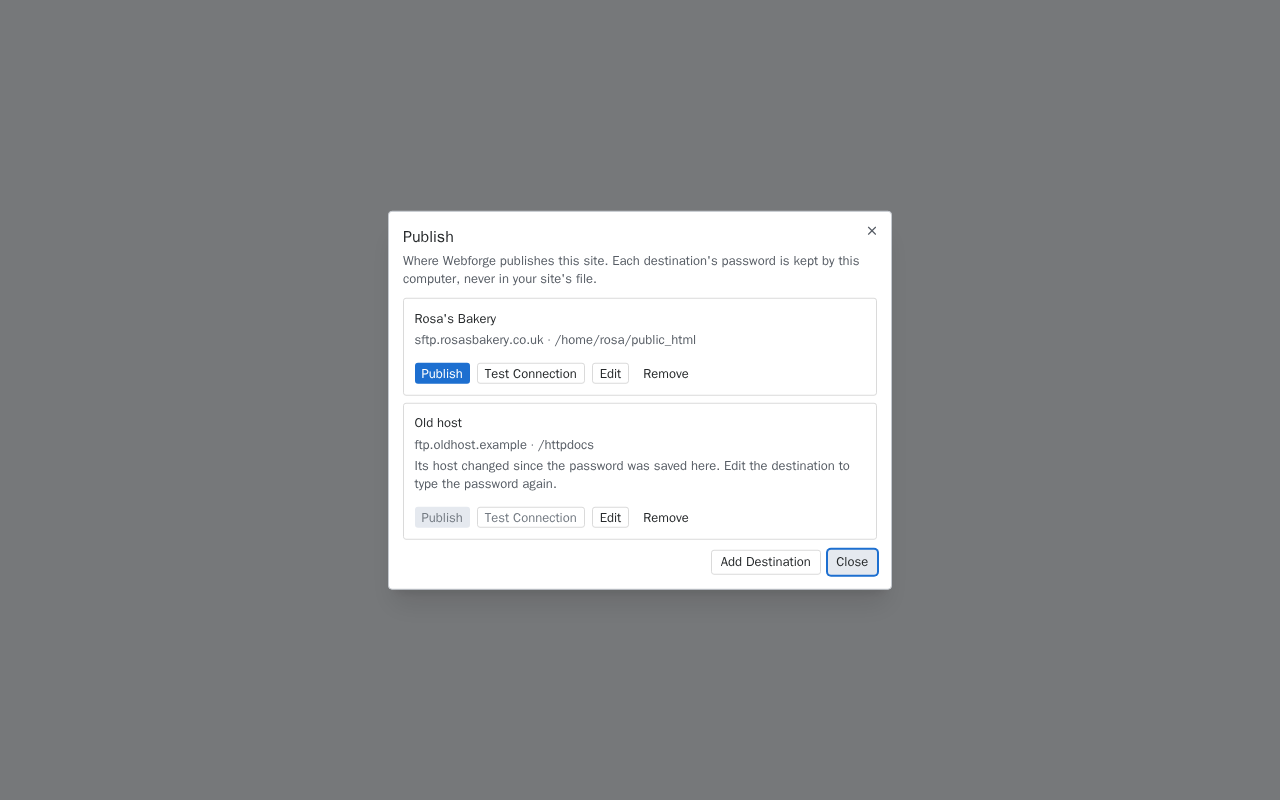 Publish
Where Webforge publishes this site. Each destination's password is kept by this
computer, never in your site's file.
Rosa's Bakery
sftp.rosasbakery.co.uk · /home/rosa/public_html
Publish Test Connection Edit Remove
Old host
ftp.oldhost.example · /httpdocs
Its host changed since the password was saved here. Edit the destination to
type the password again.
Publish Test Connection Edit Remove
Add Destination Close